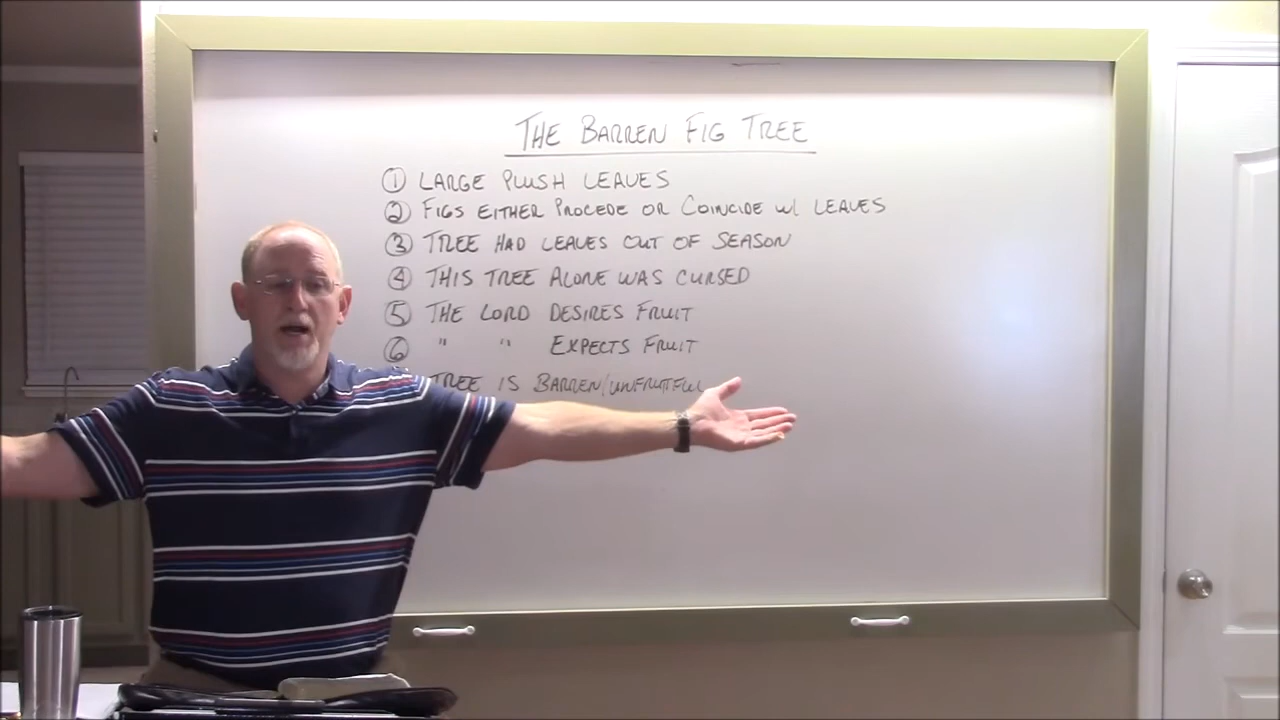 THE BARREN FIG TREE
① LARGE PLUSH LEAVES
② FIGS EITHER PROCEDE OR COINCIDE W/ LEAVES
③ TREE HAD LEAVES OUT OF SEASON
④ THIS TREE ALONE WAS CURSED
⑤ THE LORD DESIRES FRUIT
⑥ " " EXPECTS FRUIT
TREE IS BARREN/UNFRUITFUL